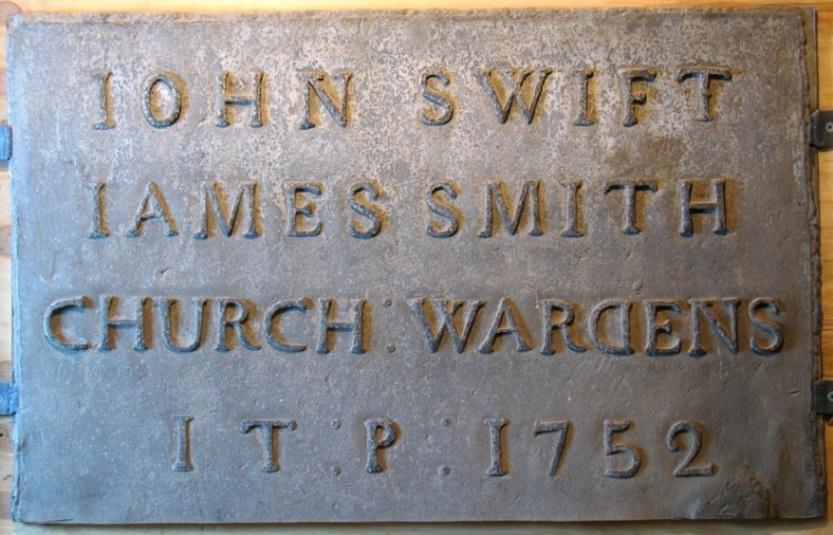 IOHN SWIFT
IAMES SMITH
CHURCH : WARDENS
I T : P : 1752